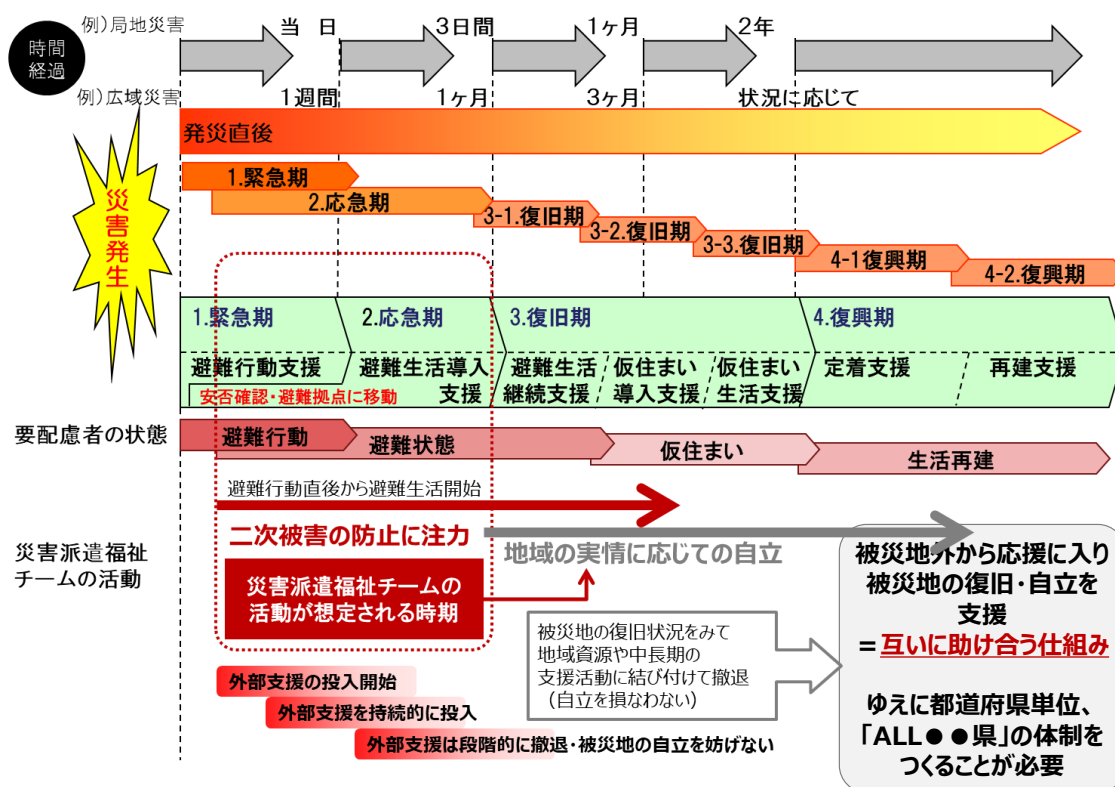 例）局地災害
当 日
3日間
1ヶ月
2年
時間
経過
例）広域災害
1週間
1ヶ月
3ヶ月
状況に応じて
発災直後
災害発生
1.緊急期
2.応急期
3-1.復旧期
3-2.復旧期
3-3.復旧期
4-1復興期
4-2.復興期
1.緊急期
2.応急期
3.復旧期
4.復興期
避難行動支援
安否確認・避難拠点に移動
避難生活導入
支援
避難生活
継続支援
仮住まい
導入支援
仮住まい
生活支援
定着支援
再建支援
要配慮者の状態
避難行動
避難状態
仮住まい
生活再建
避難行動直後から避難生活開始
災害派遣福祉
チームの活動
二次被害の防止に注力
地域の実情に応じての自立
災害派遣福祉チームの
活動が想定される時期
被災地の復旧状況をみて
地域資源や中長期の
支援活動に結び付けて撤退
（自立を損なわない）
外部支援の投入開始
外部支援を持続的に投入
外部支援は段階的に撤退・被災地の自立を妨げない
被災地外から応援に入り
被災地の復旧・自立を
支援
＝互いに助け合う仕組み
ゆえに都道府県単位、
「ALL●●県」の体制を
つくることが必要